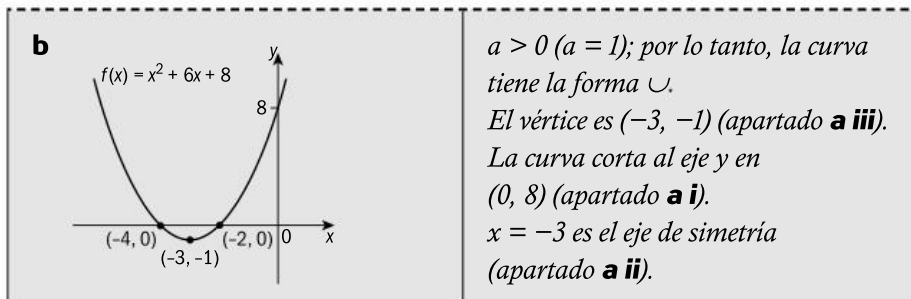 b
y
f(x) = x² + 6x + 8
8
(−4, 0)
(−2, 0)
0
x
(−3, −1)
a > 0 (a = 1); por lo tanto, la curva
tiene la forma ∪.
El vértice es (−3, −1) (apartado a iii).
La curva corta al eje y en
(0, 8) (apartado a i).
x = −3 es el eje de simetría
(apartado a ii).